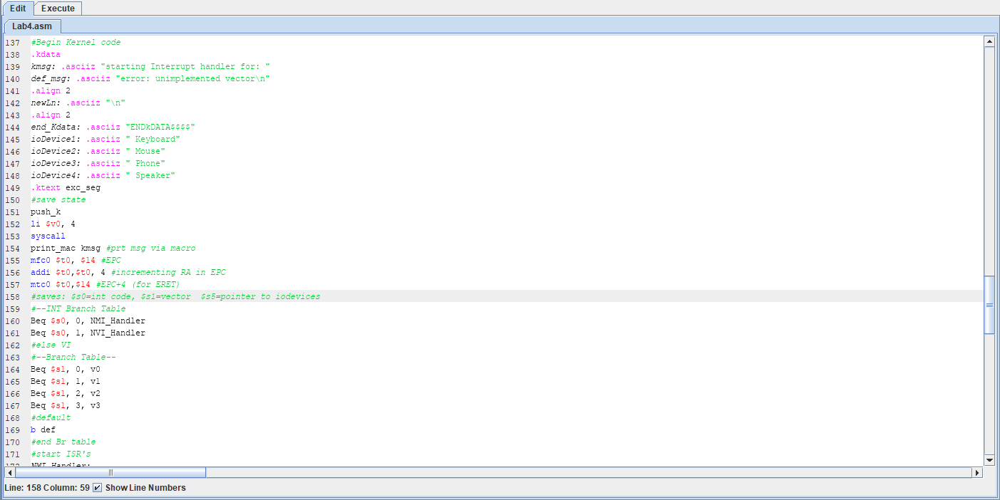 Edit Execute
Lab4.asm
137 #Begin Kernel code
138 .kdata
139 kmsg: .asciiz "starting Interrupt handler for: "
140 def_msg: .asciiz "error: unimplemented vector\n"
141 .align 2
142 newLn: .asciiz "\n"
143 .align 2
144 end_Kdata: .asciiz "ENDkDATA$$$$"
145 ioDevice1: .asciiz " Keyboard"
146 ioDevice2: .asciiz " Mouse"
147 ioDevice3: .asciiz " Phone"
148 ioDevice4: .asciiz " Speaker"
149 .ktext exc_seg
150 #save state
151 push_k
152 li $v0, 4
153 syscall
154 print_mac kmsg #prt msg via macro
155 mfc0 $t0, $14 #EPC
156 addi $t0,$t0, 4 #incrementing RA in EPC
157 mtc0 $t0,$14 #EPC+4 (for ERET)
158 #saves: $s0=int code, $s1=vector  $s5=pointer to iodevices
159 #--INT Branch Table
160 Beq $s0, 0, NMI_Handler
161 Beq $s0, 1, NVI_Handler
162 #else VI
163 #--Branch Table--
164 Beq $s1, 0, v0
165 Beq $s1, 1, v1
166 Beq $s1, 2, v2
167 Beq $s1, 3, v3
168 #default
169 b def
170 #end Br table
171 #start ISR's
172 NMI_Handler:
Line: 158 Column: 59 Show Line Numbers